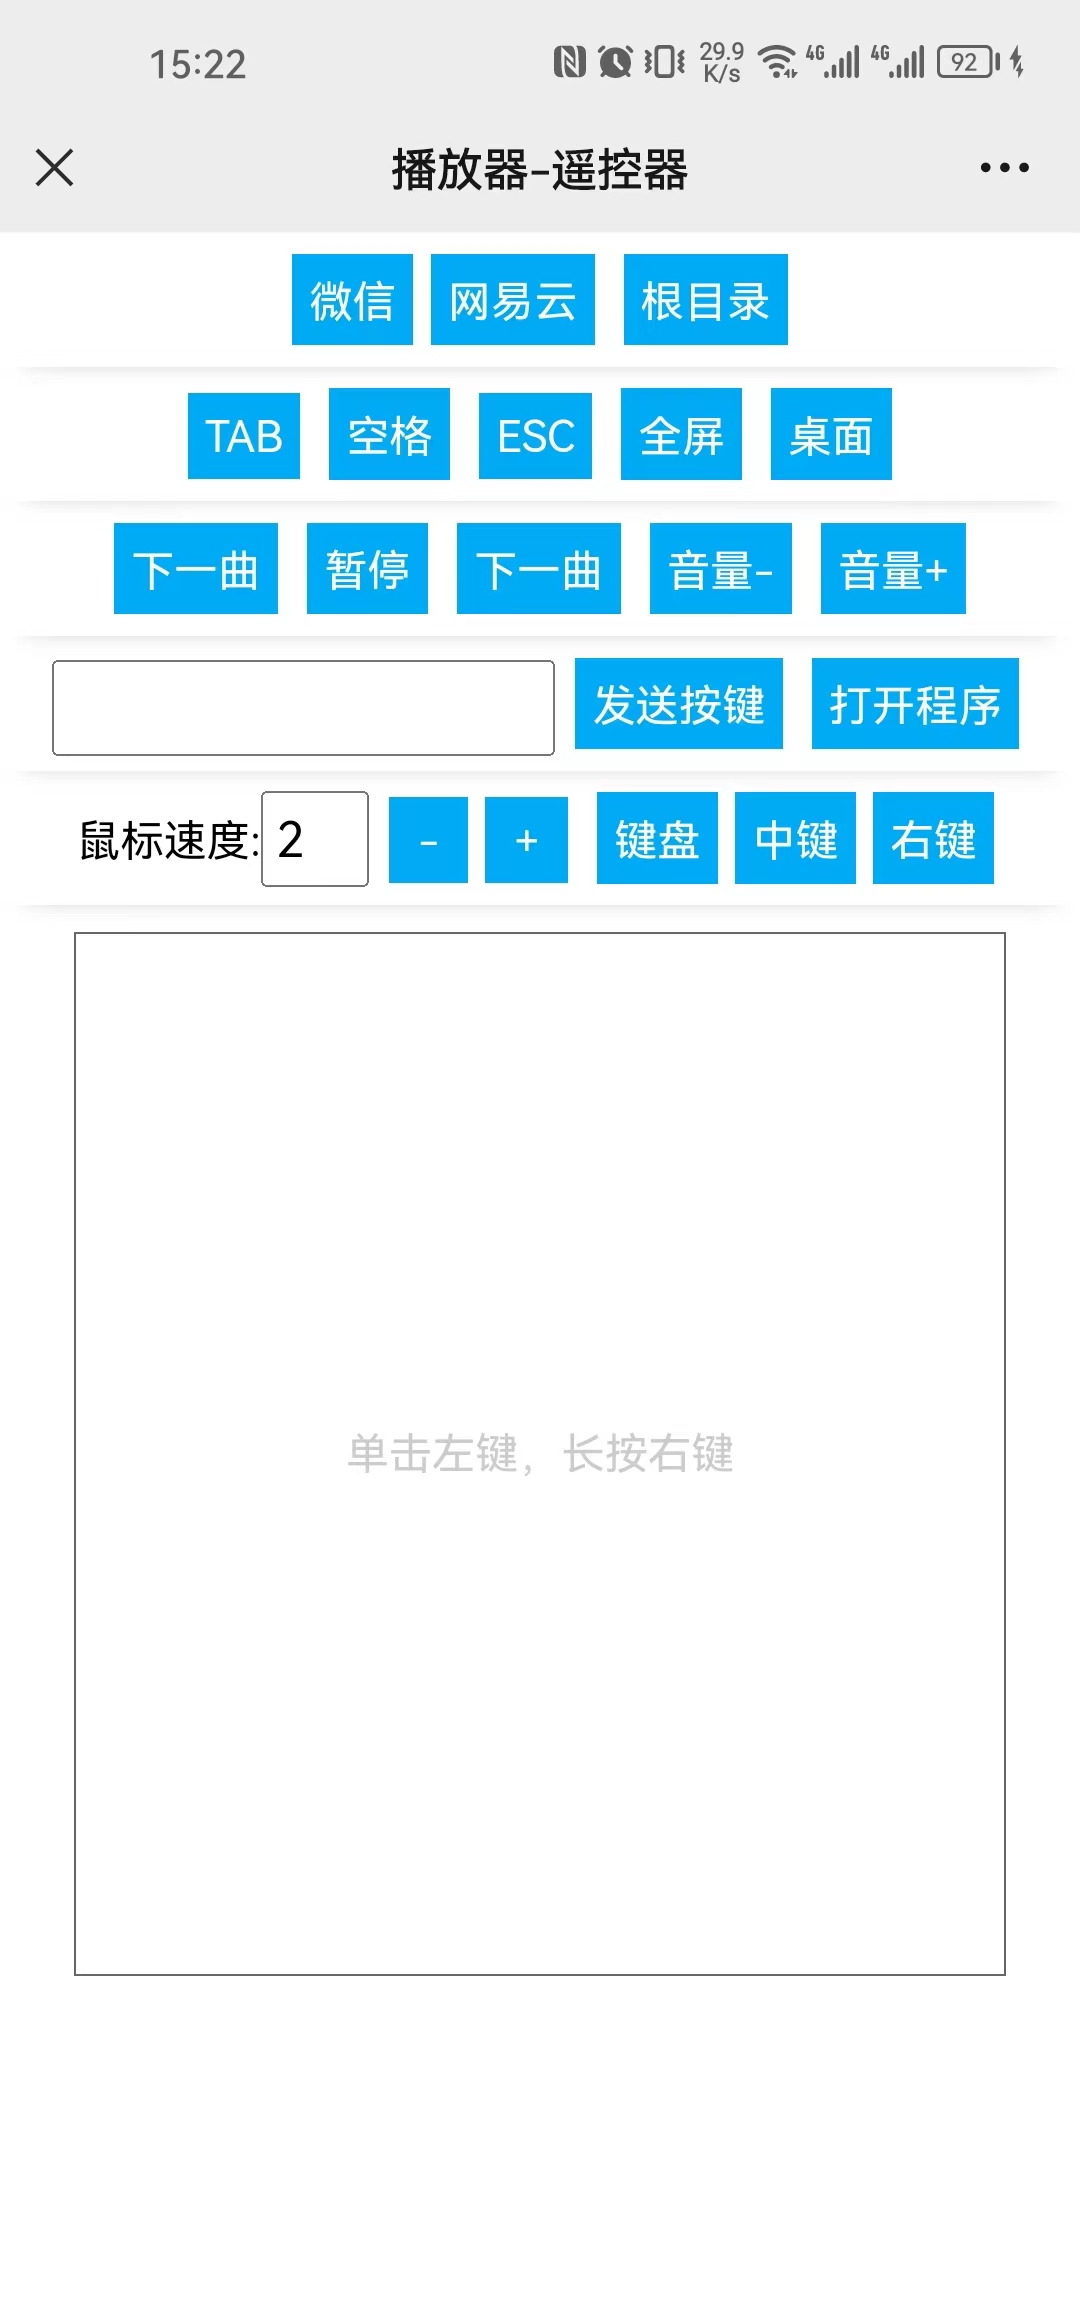 15:22 29.9 K/s 4G 4G 92
播放器-遥控器
微信 网易云 根目录
TAB 空格 ESC 全屏 桌面
下一曲 暂停 下一曲 音量- 音量+
发送按键 打开程序
鼠标速度: 2 - + 键盘 中键 右键
单击左键，长按右键